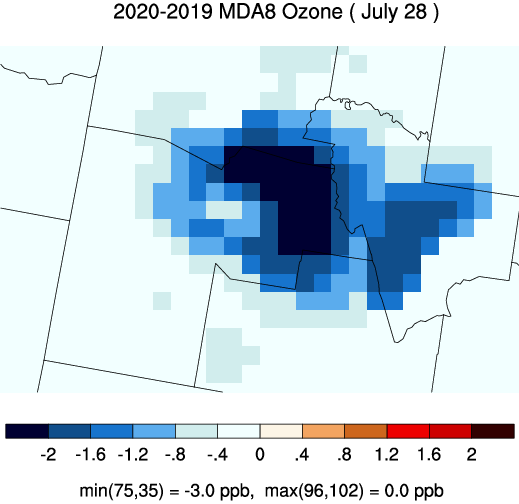 2020-2019 MDA8 Ozone ( July 28 )
-2 -1.6 -1.2 -.8 -.4 0 .4 .8 1.2 1.6 2
min(75,35) = -3.0 ppb, max(96,102) = 0.0 ppb